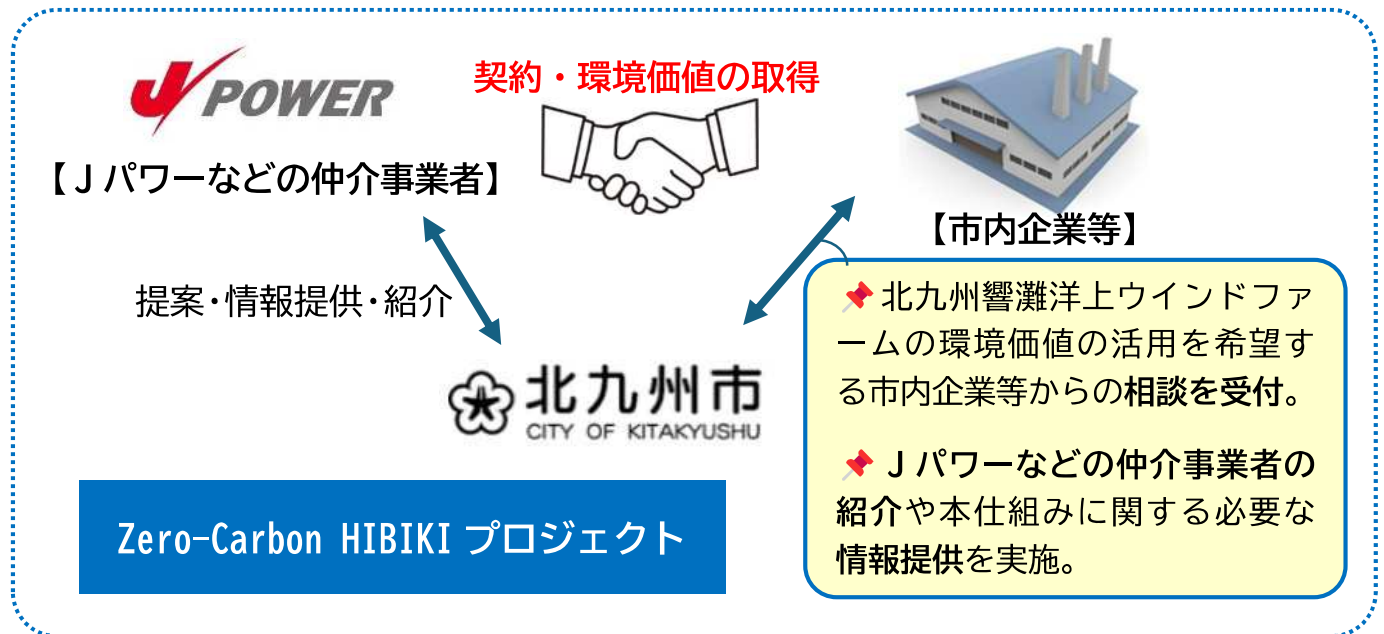 J POWER
契約・環境価値の取得
【Ｊパワーなどの仲介事業者】
【市内企業等】
提案・情報提供・紹介
北九州市
CITY OF KITAKYUSHU
Zero-Carbon HIBIKIプロジェクト
北九州響灘洋上ウインドファ
ームの環境価値の活用を希望す
る市内企業等からの相談を受付。
Ｊパワーなどの仲介事業者の
紹介や本仕組みに関する必要な
情報提供を実施。